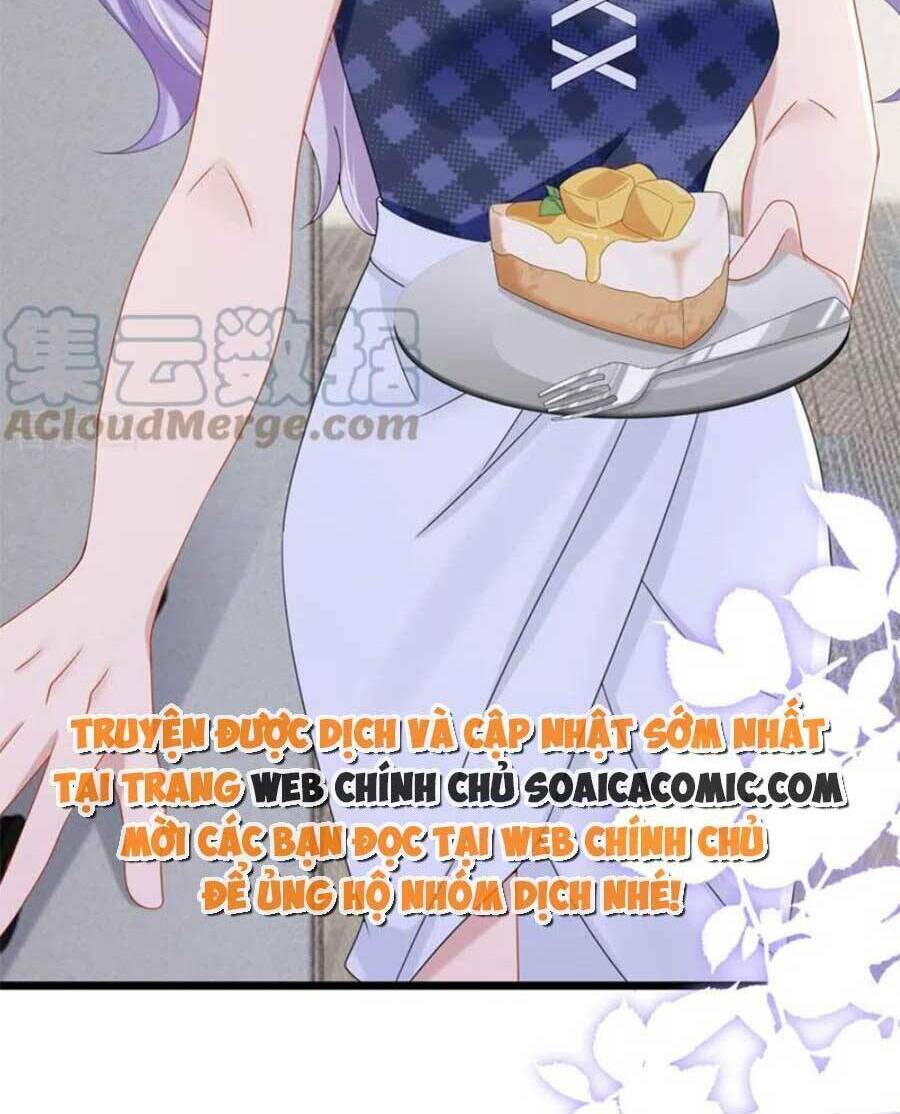 集云数据
ACloudMerge.com
TRUYỆN ĐƯỢC DỊCH VÀ CẬP NHẬT SỚM NHẤT
TẠI TRANG WEB CHÍNH CHỦ SOAICACOMIC.COM
MỜI CÁC BẠN ĐỌC TẠI WEB CHÍNH CHỦ
ĐỂ ỦNG HỘ NHÓM DỊCH NHÉ!